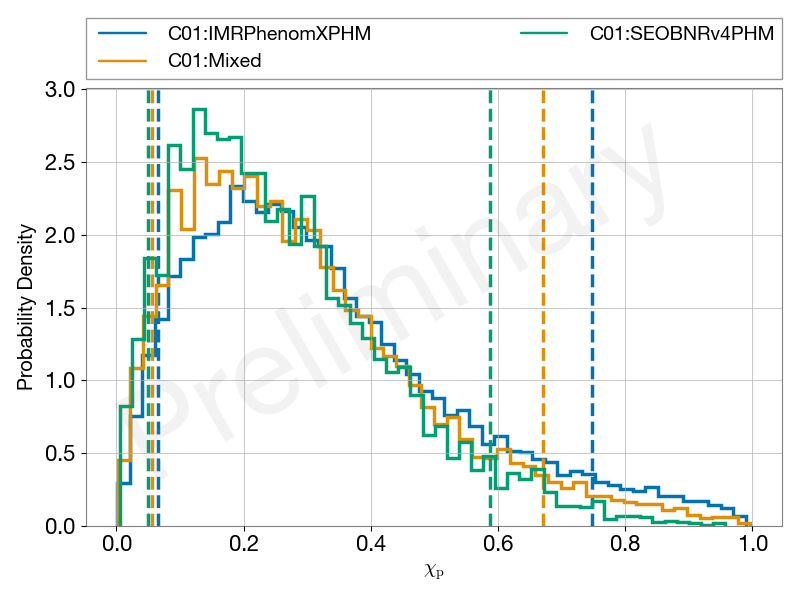 C01:IMRPhenomXPHM
C01:SEOBNRv4PHM
C01:Mixed
3.0
2.5
2.0
1.5
1.0
0.5
0.0
Probability Density
Preliminary
0.0 0.2 0.4 0.6 0.8 1.0
χp